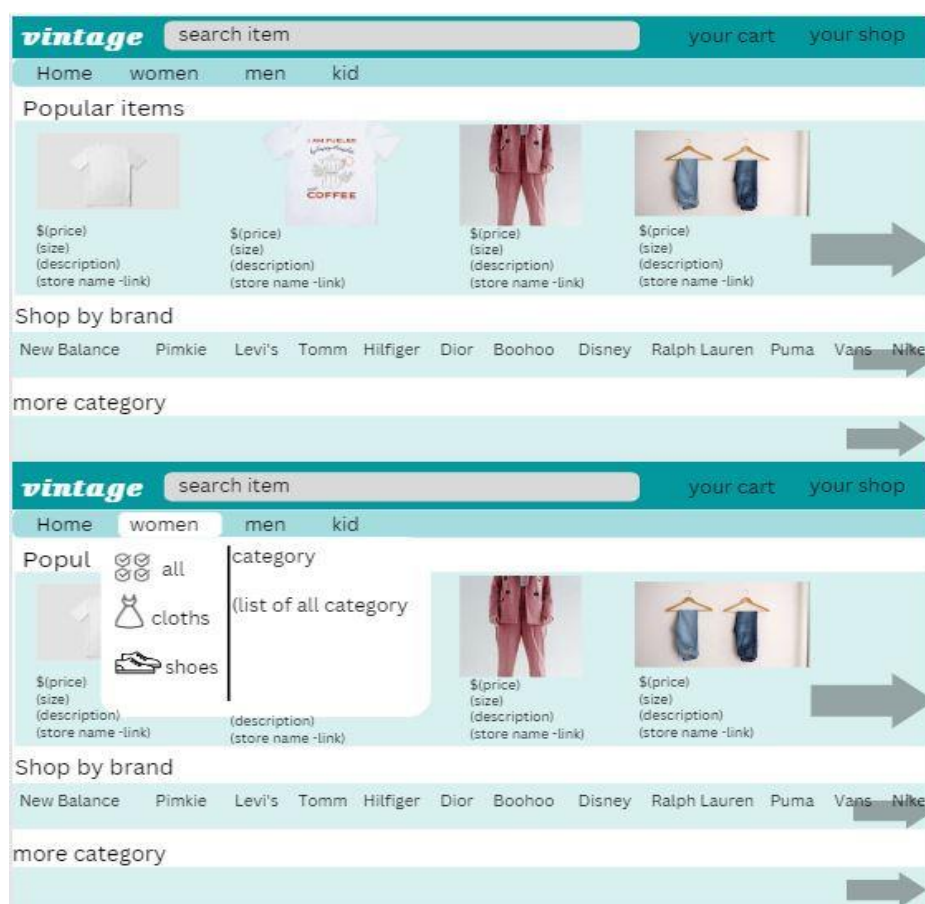 vintage search item your cart your shop
Home women men kid
Popular items
I AM FUELED
COFFEE
$(price) $(price) $(price) $(price)
(size) (size) (size) (size)
(description) (description) (description) (description)
(store name -link) (store name -link) (store name -link) (store name -link)
Shop by brand
New Balance Pimkie Levi's Tomm Hilfiger Dior Boohoo Disney Ralph Lauren Puma Vans Nike
more category
vintage search item your cart your shop
Home women men kid
Popul
all
cloths
shoes
category
(list of all category
$(price) $(price) $(price)
(size) (size) (size)
(description) (description) (description) (description)
(store name -link) (store name -link) (store name -link) (store name -link)
Shop by brand
New Balance Pimkie Levi's Tomm Hilfiger Dior Boohoo Disney Ralph Lauren Puma Vans Nike
more category